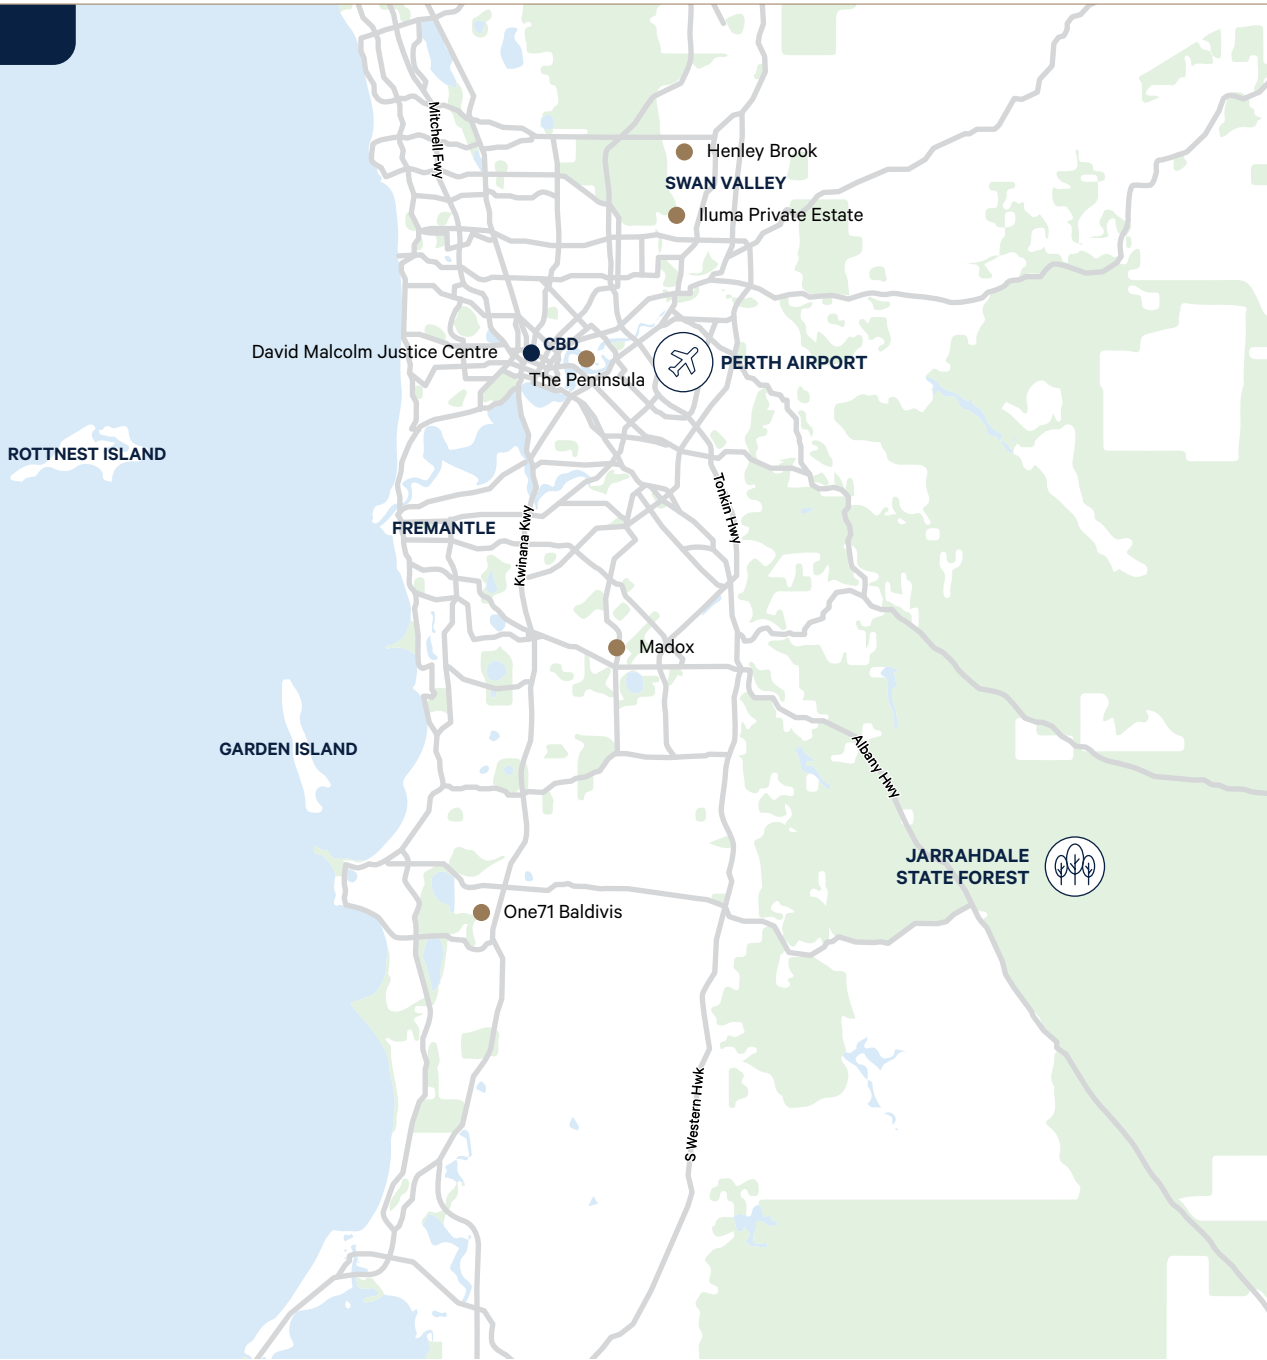 Mitchell Fwy
Henley Brook
SWAN VALLEY
Iluma Private Estate
David Malcolm Justice Centre
CBD
The Peninsula
PERTH AIRPORT
ROTTNEST ISLAND
Tonkin Hwy
FREMANTLE
Kwinana Kwy
Madox
GARDEN ISLAND
Albany Hwy
JARRAHDALE
STATE FOREST
One71 Baldivis
S Western Hwk